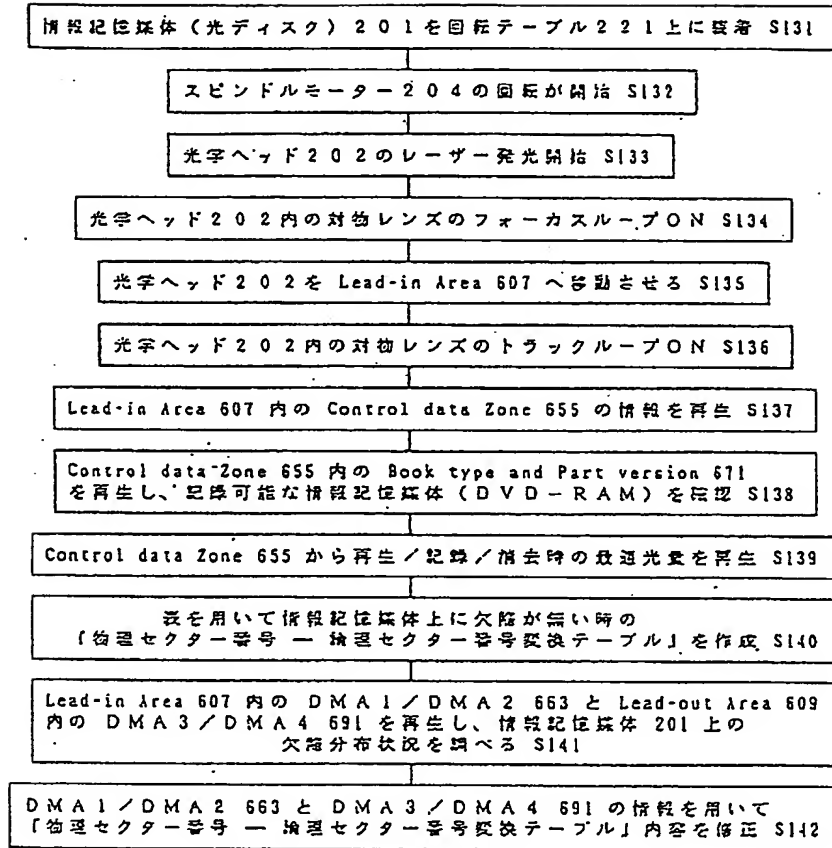 情報記憶媒体（光ディスク）２０１を回転テーブル２２１上に装着 S131
スピンドルモーター２０４の回転が開始 S132
光学ヘッド２０２のレーザー発光開始 S133
光学ヘッド２０２内の対物レンズのフォーカスループＯＮ S134
光学ヘッド２０２を Lead-in Area 607 へ移動させる S135
光学ヘッド２０２内の対物レンズのトラックループＯＮ S136
Lead-in Area 607 内の Control data Zone 655 の情報を再生 S137
Control data Zone 655 内の Book type and Part version 671
を再生し、記録可能な情報記憶媒体（ＤＶＤ－ＲＡＭ）を確認 S138
Control data Zone 655 から再生／記録／消去時の最適光量を再生 S139
表を用いて情報記憶媒体上に欠陥が無い時の
『物理セクター番号 ― 論理セクター番号変換テーブル』を作成 S140
Lead-in Area 607 内の ＤＭＡ１／ＤＭＡ２ 663 と Lead-out Area 609
内の ＤＭＡ３／ＤＭＡ４ 691 を再生し、情報記憶媒体 201 上の
欠陥分布状況を調べる S141
ＤＭＡ１／ＤＭＡ２ 663 と ＤＭＡ３／ＤＭＡ４ 691 の情報を用いて
『物理セクター番号 ― 論理セクター番号変換テーブル』内容を修正 S142